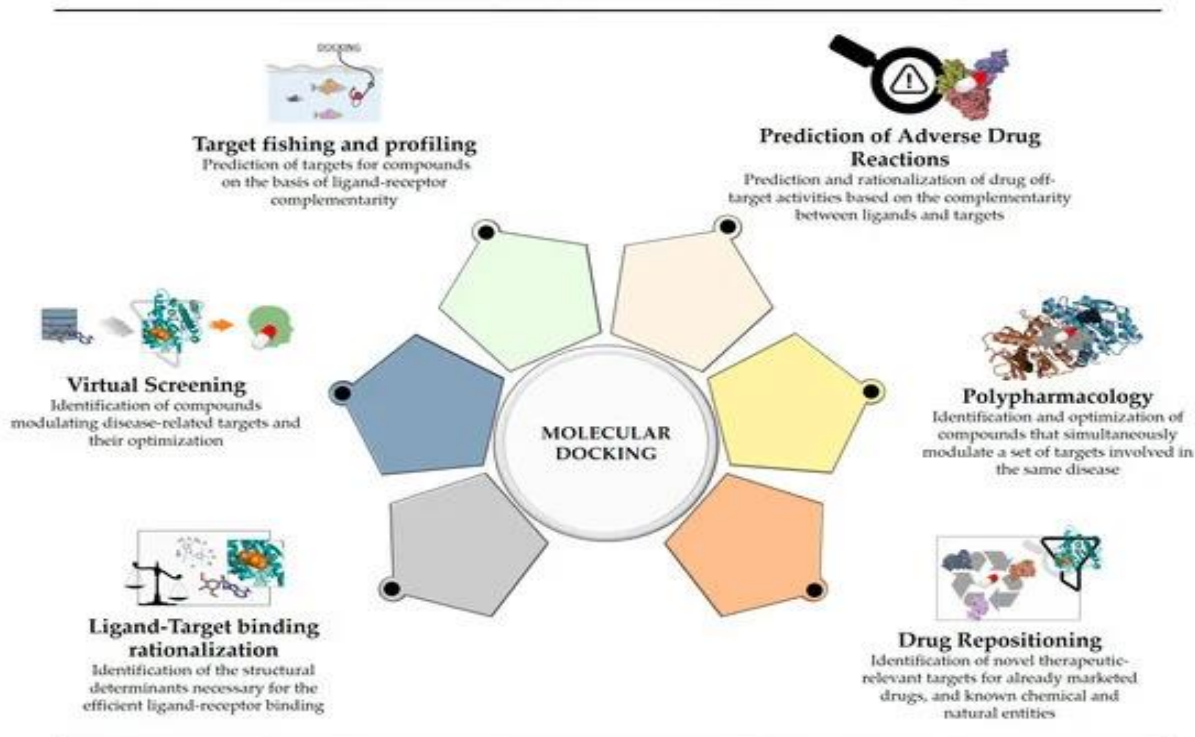 DOCKING
Target fishing and profiling
Prediction of targets for compounds
on the basis of ligand-receptor
complementarity
Prediction of Adverse Drug
Reactions
Prediction and rationalization of drug off-
target activities based on the complementarity
between ligands and targets
Virtual Screening
Identification of compounds
modulating disease-related targets and
their optimization
MOLECULAR
DOCKING
Polypharmacology
Identification and optimization of
compounds that simultaneously
modulate a set of targets involved in
the same disease
Ligand-Target binding
rationalization
Identification of the structural
determinants necessary for the
efficient ligand-receptor binding
Drug Repositioning
Identification of novel therapeutic-
relevant targets for already marketed
drugs, and known chemical and
natural entities